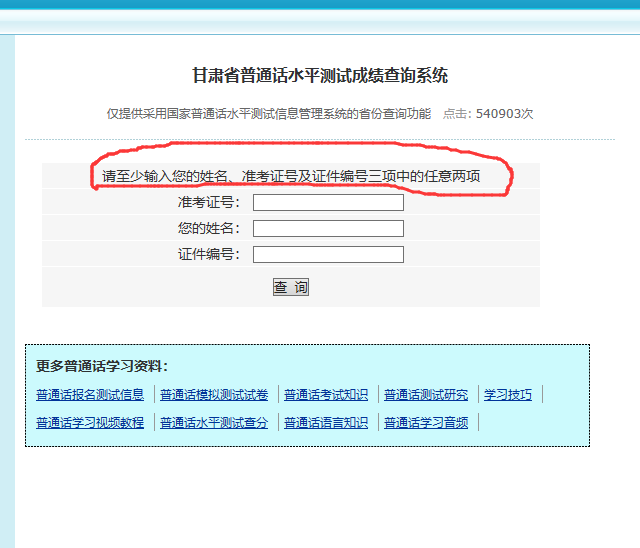 甘肃省普通话水平测试成绩查询系统
仅提供采用国家普通话水平测试信息管理系统的省份查询功能 点击: 540903次
请至少输入您的姓名、准考证号及证件编号三项中的任意两项
准考证号:
您的姓名:
证件编号:
查 询
更多普通话学习资料:
普通话报名测试信息 普通话模拟测试试卷 普通话考试知识 普通话测试研究 学习技巧
普通话学习视频教程 普通话水平测试查分 普通话语言知识 普通话学习音频